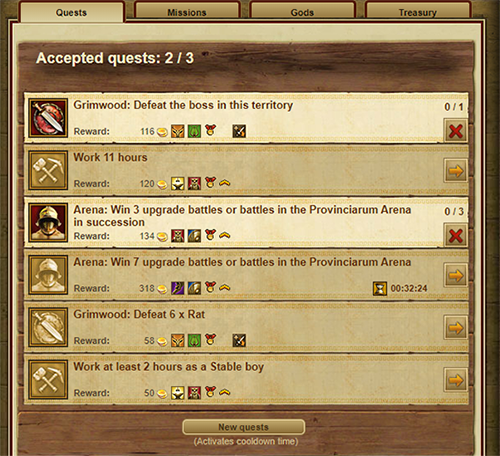 Quests
Missions
Gods
Treasury
Accepted quests: 2 / 3
Grimwood: Defeat the boss in this territory
0 / 1
Reward: 116
Work 11 hours
Reward: 120
Arena: Win 3 upgrade battles or battles in the Provinciarum Arena
in succession
0 / 3
Reward: 134
Arena: Win 7 upgrade battles or battles in the Provinciarum Arena
Reward: 318
00:32:24
Grimwood: Defeat 6 x Rat
Reward: 58
Work at least 2 hours as a Stable boy
Reward: 50
New quests
(Activates cooldown time)